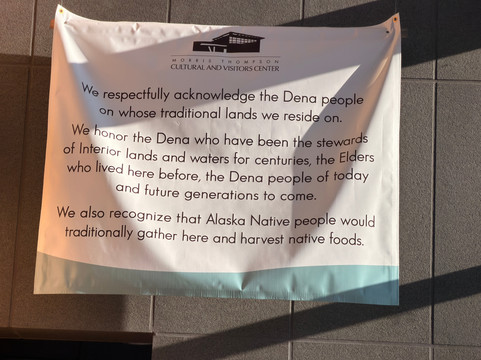 MORRIS THOMPSON
CULTURAL AND VISITORS CENTER
We respectfully acknowledge the Dena people
on whose traditional lands we reside on.
We honor the Dena who have been the stewards
of Interior lands and waters for centuries, the Elders
who lived here before, the Dena people of today
and future generations to come.
We also recognize that Alaska Native people would
traditionally gather here and harvest native foods.